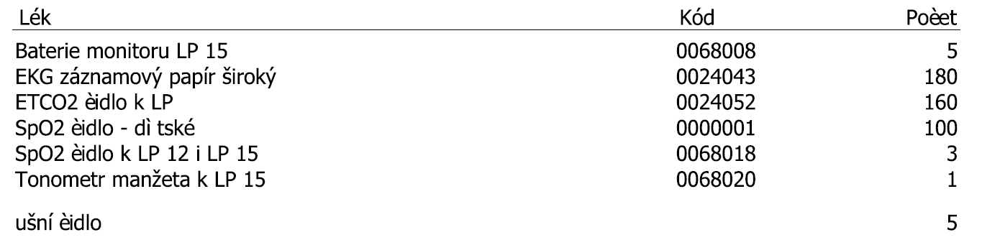 Lék Kód Poèet
Baterie monitoru LP 15 0068008 5
EKG záznamový papír široký 0024043 180
ETCO2 èidlo k LP 0024052 160
SpO2 èidlo - dì tské 0000001 100
SpO2 èidlo k LP 12 i LP 15 0068018 3
Tonometr manžeta k LP 15 0068020 1
ušní èidlo 5